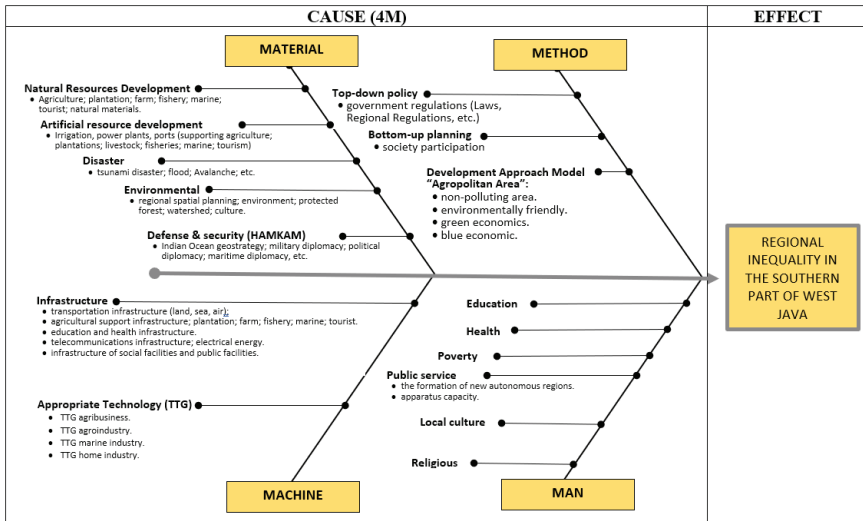 CAUSE (4M)
EFFECT
MATERIAL
METHOD
Natural Resources Development
• Agriculture; plantation; farm; fishery; marine;
tourist; natural materials.
Artificial resource development
• Irrigation, power plants, ports (supporting agriculture;
plantations; livestock; fisheries; marine; tourism)
Disaster
• tsunami disaster; flood; Avalanche; etc.
Environmental
• regional spatial planning; environment; protected
forest; watershed; culture.
Defense & security (HAMKAM)
• Indian Ocean geostrategy; military diplomacy; political
diplomacy; maritime diplomacy, etc.
Top-down policy
• government regulations (Laws,
Regional Regulations, etc.)
Bottom-up planning
• society participation
Development Approach Model
“Agropolitan Area”:
• non-polluting area.
• environmentally friendly.
• green economics.
• blue economic.
REGIONAL
INEQUALITY IN
THE SOUTHERN
PART OF WEST
JAVA
Infrastructure
• transportation infrastructure (land, sea, air);
• agricultural support infrastructure; plantation; farm; fishery; marine; tourist.
• education and health infrastructure.
• telecommunications infrastructure; electrical energy.
• infrastructure of social facilities and public facilities.
Appropriate Technology (TTG)
• TTG agribusiness.
• TTG agroindustry.
• TTG marine industry.
• TTG home industry.
Education
Health
Poverty
Public service
• the formation of new autonomous regions.
• apparatus capacity.
Local culture
Religious
MACHINE
MAN